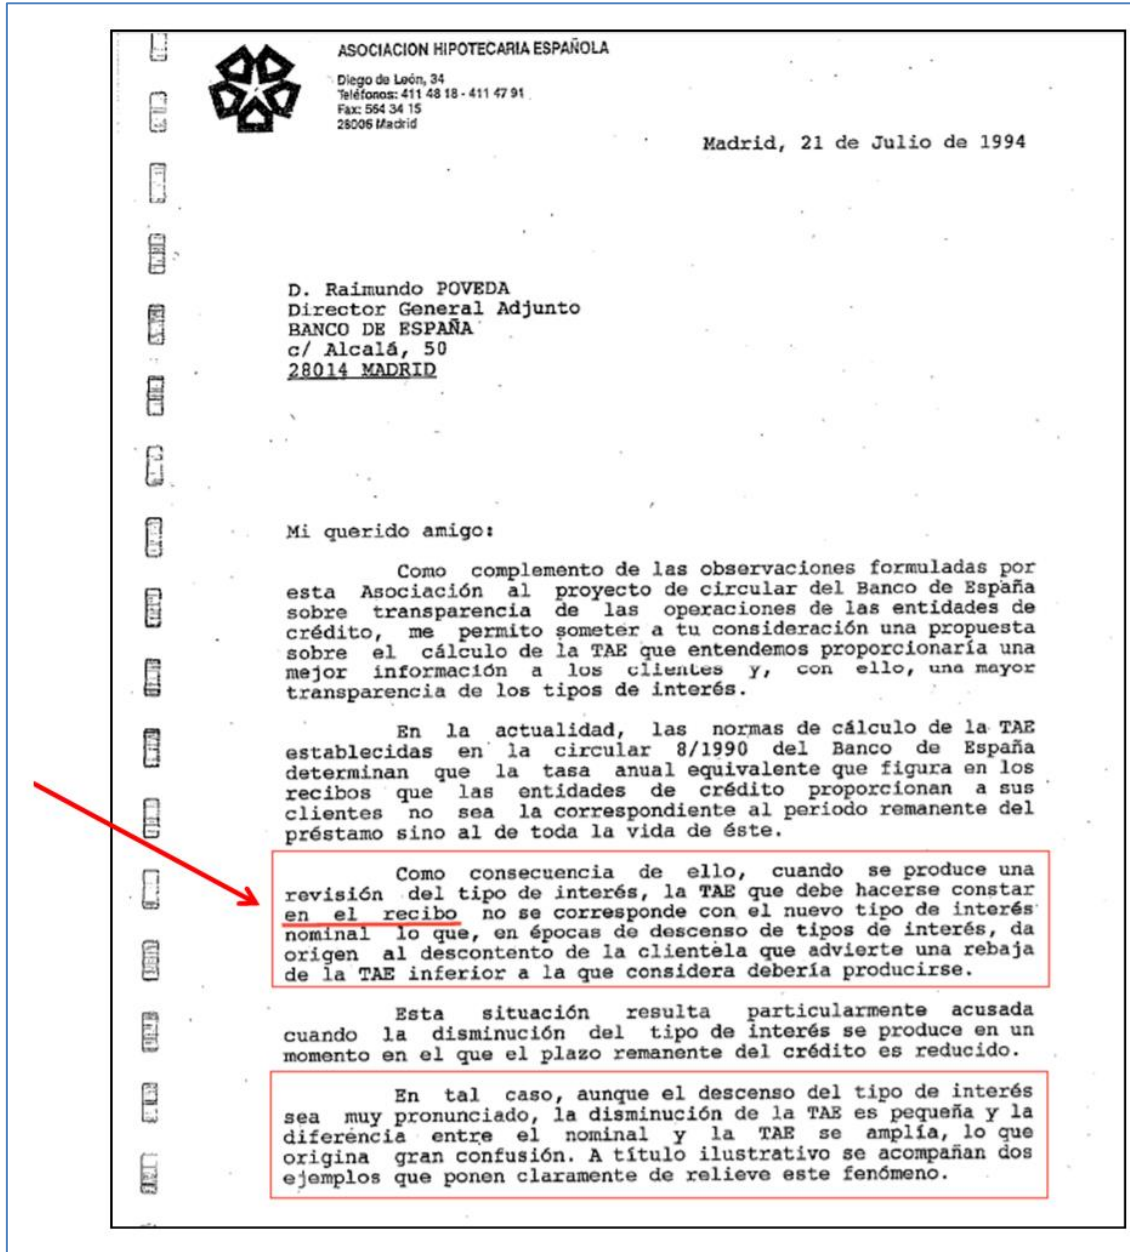 ASOCIACION HIPOTECARIA ESPAÑOLA
Diego de León, 34
Teléfonos: 411 48 18 - 411 47 91
Fax: 564 34 15
28006 Madrid
Madrid, 21 de Julio de 1994
D. Raimundo POVEDA
Director General Adjunto
BANCO DE ESPAÑA
c/ Alcalá, 50
28014 MADRID
Mi querido amigo:
Como complemento de las observaciones formuladas por
esta Asociación al proyecto de circular del Banco de España
sobre transparencia de las operaciones de las entidades de
crédito, me permito someter a tu consideración una propuesta
sobre el cálculo de la TAE que entendemos proporcionaría una
mejor información a los clientes y, con ello, una mayor
transparencia de los tipos de interés.
En la actualidad, las normas de cálculo de la TAE
establecidas en la circular 8/1990 del Banco de España
determinan que la tasa anual equivalente que figura en los
recibos que las entidades de crédito proporcionan a sus
clientes no sea la correspondiente al periodo remanente del
préstamo sino al de toda la vida de éste.
Como consecuencia de ello, cuando se produce una
revisión del tipo de interés, la TAE que debe hacerse constar
en el recibo no se corresponde con el nuevo tipo de interés
nominal lo que, en épocas de descenso de tipos de interés, da
origen al descontento de la clientela que advierte una rebaja
de la TAE inferior a la que considera debería producirse.
Esta situación resulta particularmente acusada
cuando la disminución del tipo de interés se produce en un
momento en el que el plazo remanente del crédito es reducido.
En tal caso, aunque el descenso del tipo de interés
sea muy pronunciado, la disminución de la TAE es pequeña y la
diferencia entre el nominal y la TAE se amplía, lo que
origina gran confusión. A título ilustrativo se acompañan dos
ejemplos que ponen claramente de relieve este fenómeno.